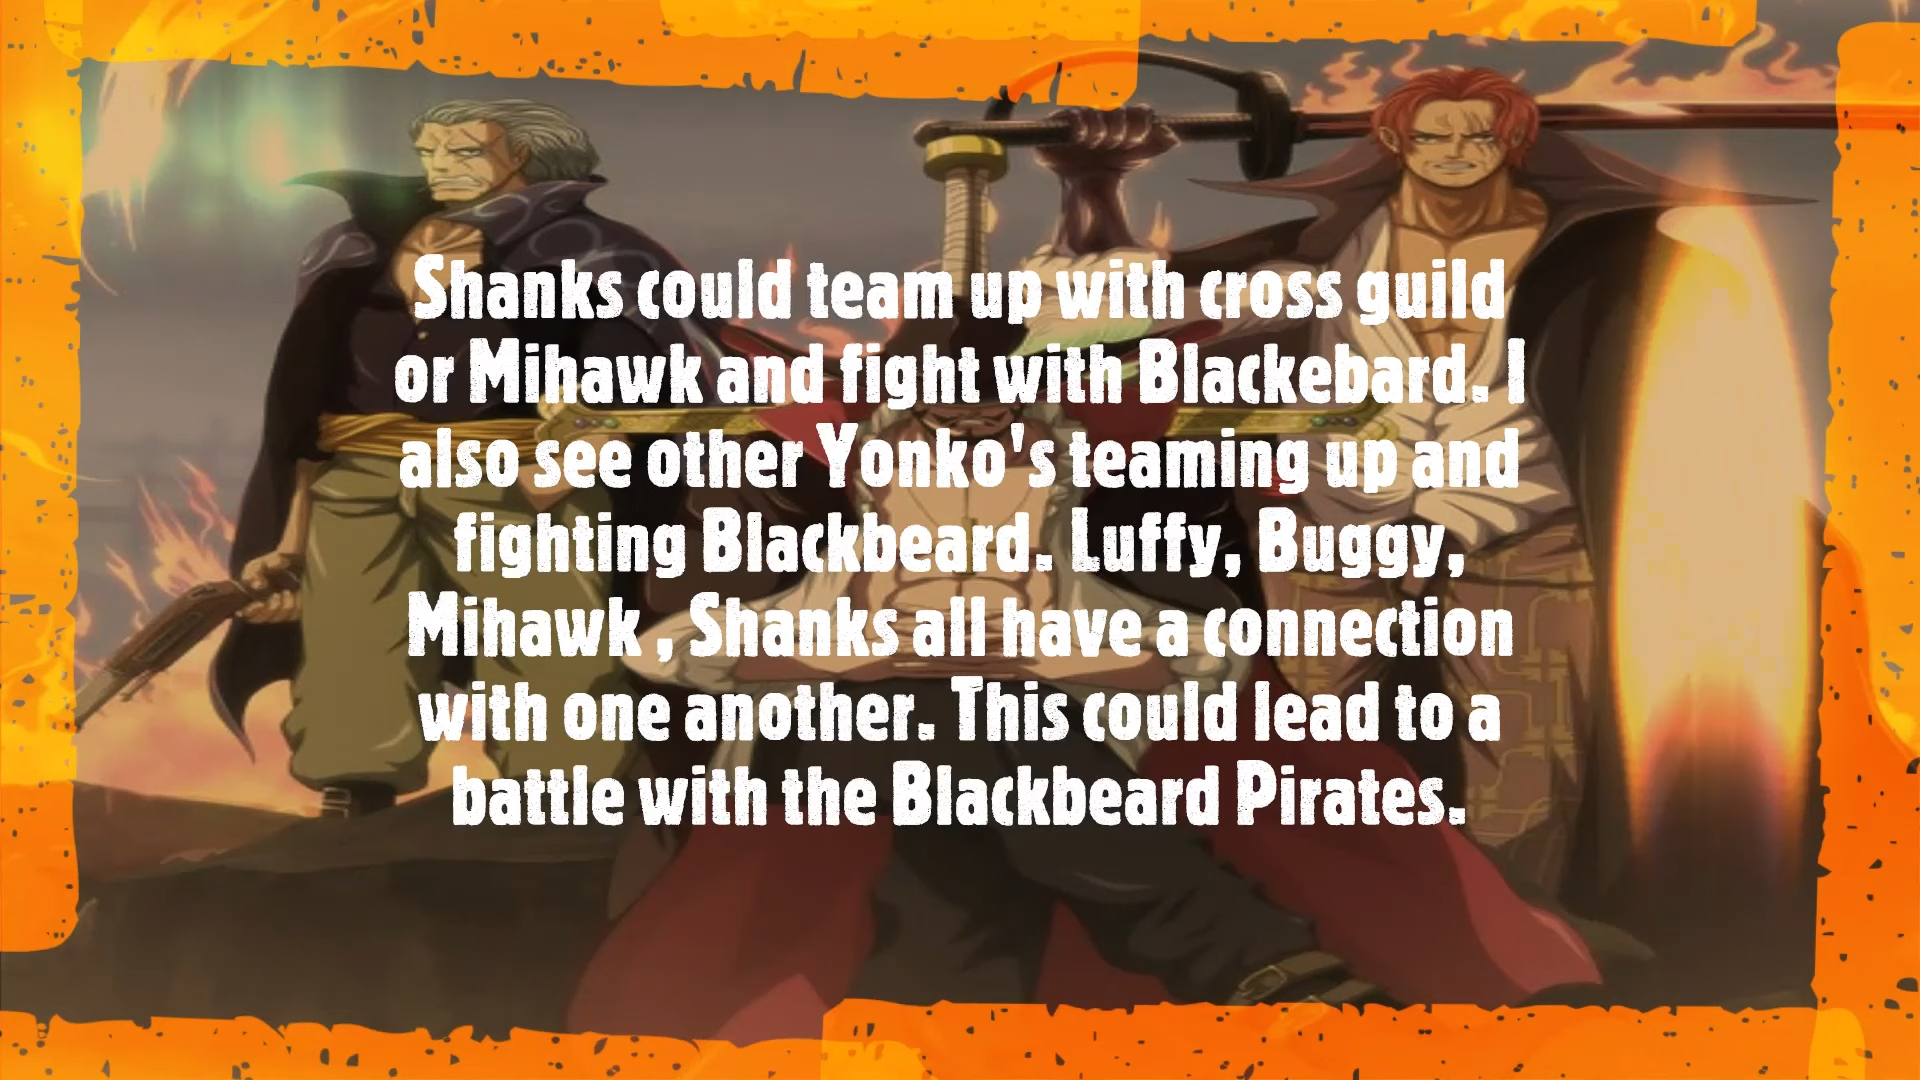 Shanks could team up with cross guild
or Mihawk and fight with Blackebard. I
also see other Yonko's teaming up and
fighting Blackbeard. Luffy, Buggy,
Mihawk , Shanks all have a connection
with one another. This could lead to a
battle with the Blackbeard Pirates.